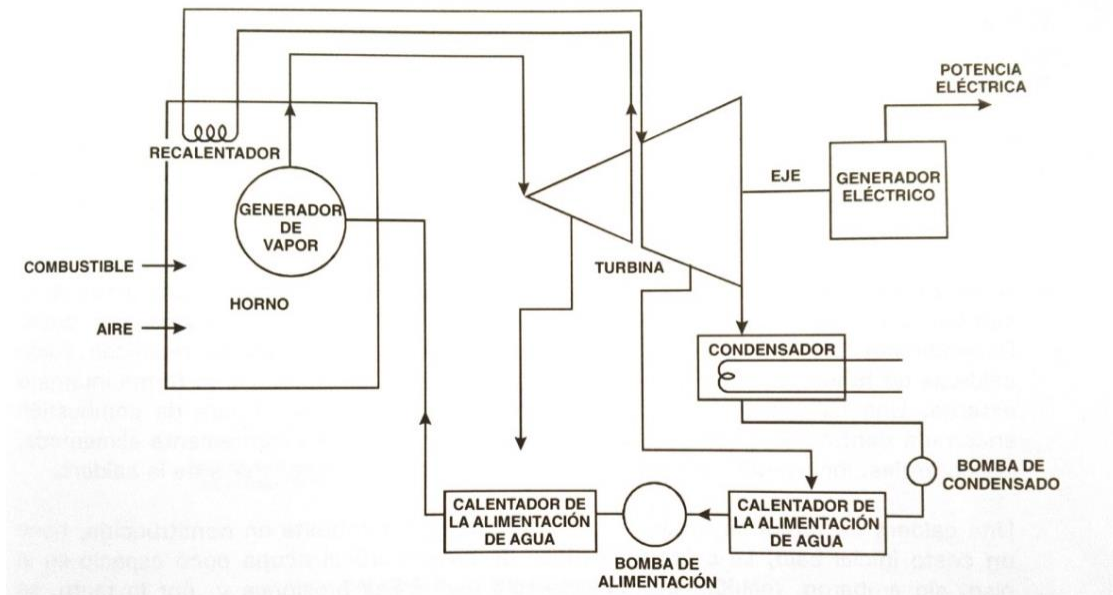 POTENCIA
ELÉCTRICA
RECALENTADOR
GENERADOR
DE
VAPOR
EJE
GENERADOR
ELÉCTRICO
COMBUSTIBLE
TURBINA
HORNO
AIRE
CONDENSADOR
BOMBA DE
CONDENSADO
CALENTADOR DE
LA ALIMENTACIÓN
DE AGUA
CALENTADOR DE
LA ALIMENTACIÓN
DE AGUA
BOMBA DE
ALIMENTACIÓN